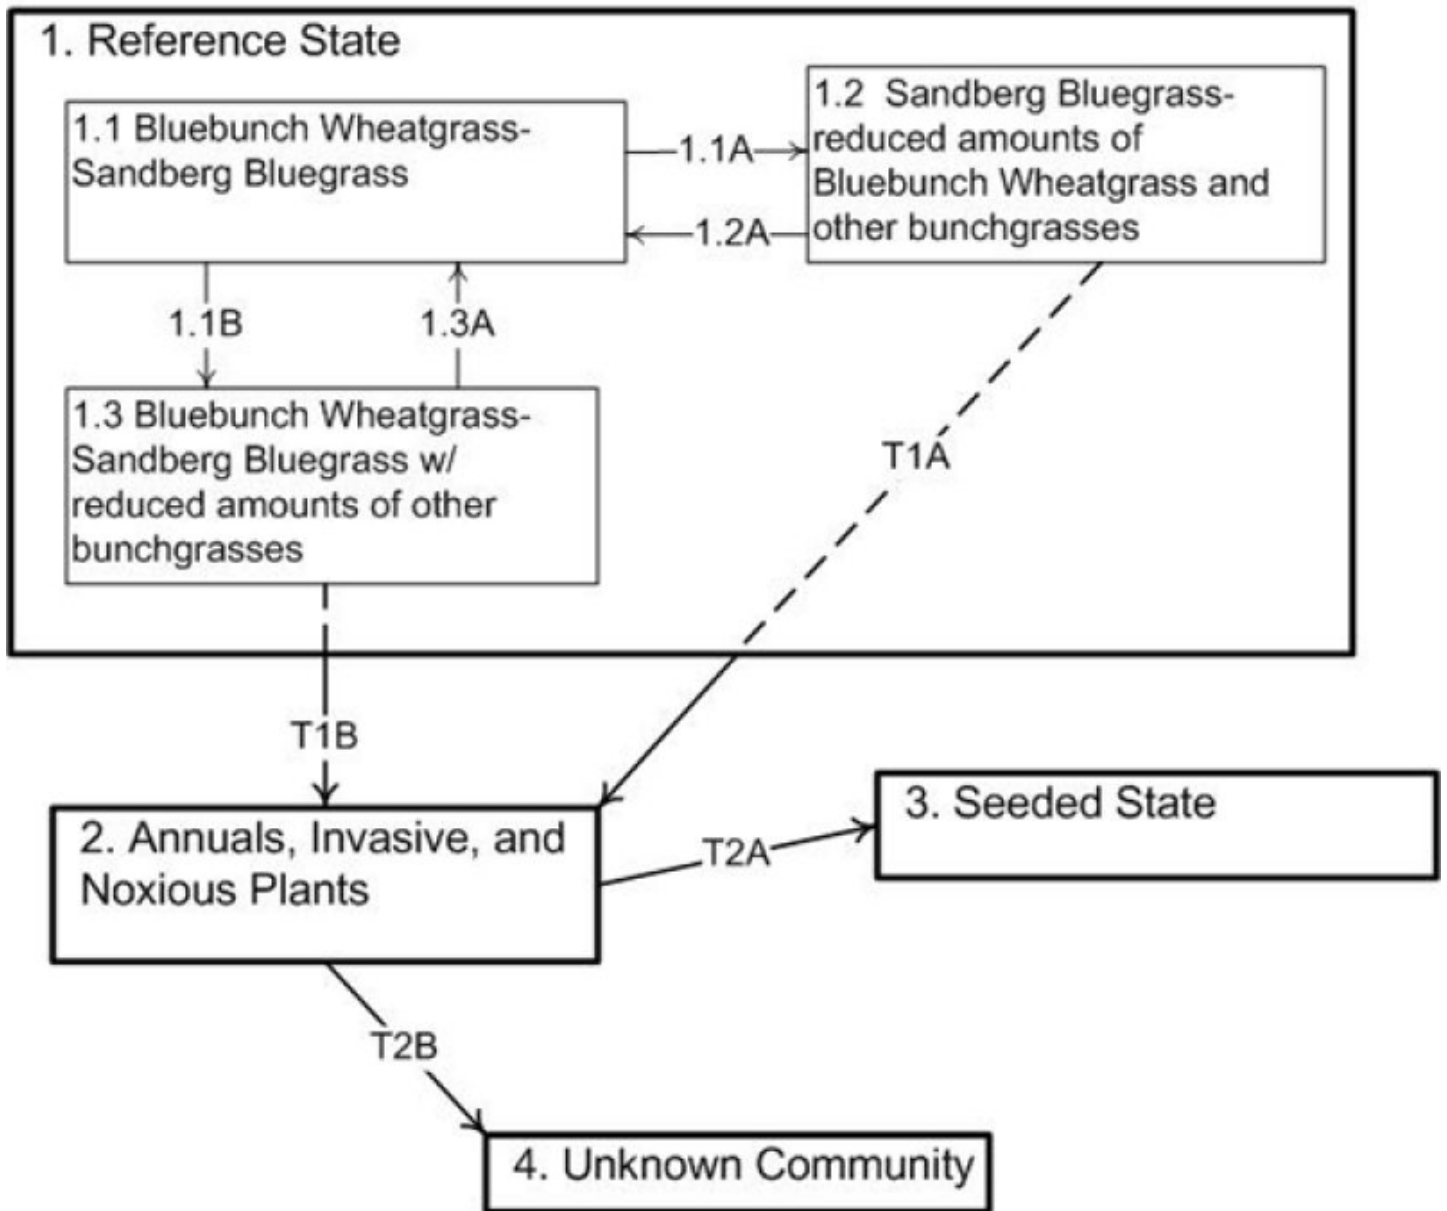 1. Reference State
1.1 Bluebunch Wheatgrass-
Sandberg Bluegrass
1.1A
1.2A
1.2 Sandberg Bluegrass-
reduced amounts of
Bluebunch Wheatgrass and
other bunchgrasses
1.1B
1.3A
1.3 Bluebunch Wheatgrass-
Sandberg Bluegrass w/
reduced amounts of other
bunchgrasses
T1A
T1B
2. Annuals, Invasive, and
Noxious Plants
T2A
3. Seeded State
T2B
4. Unknown Community